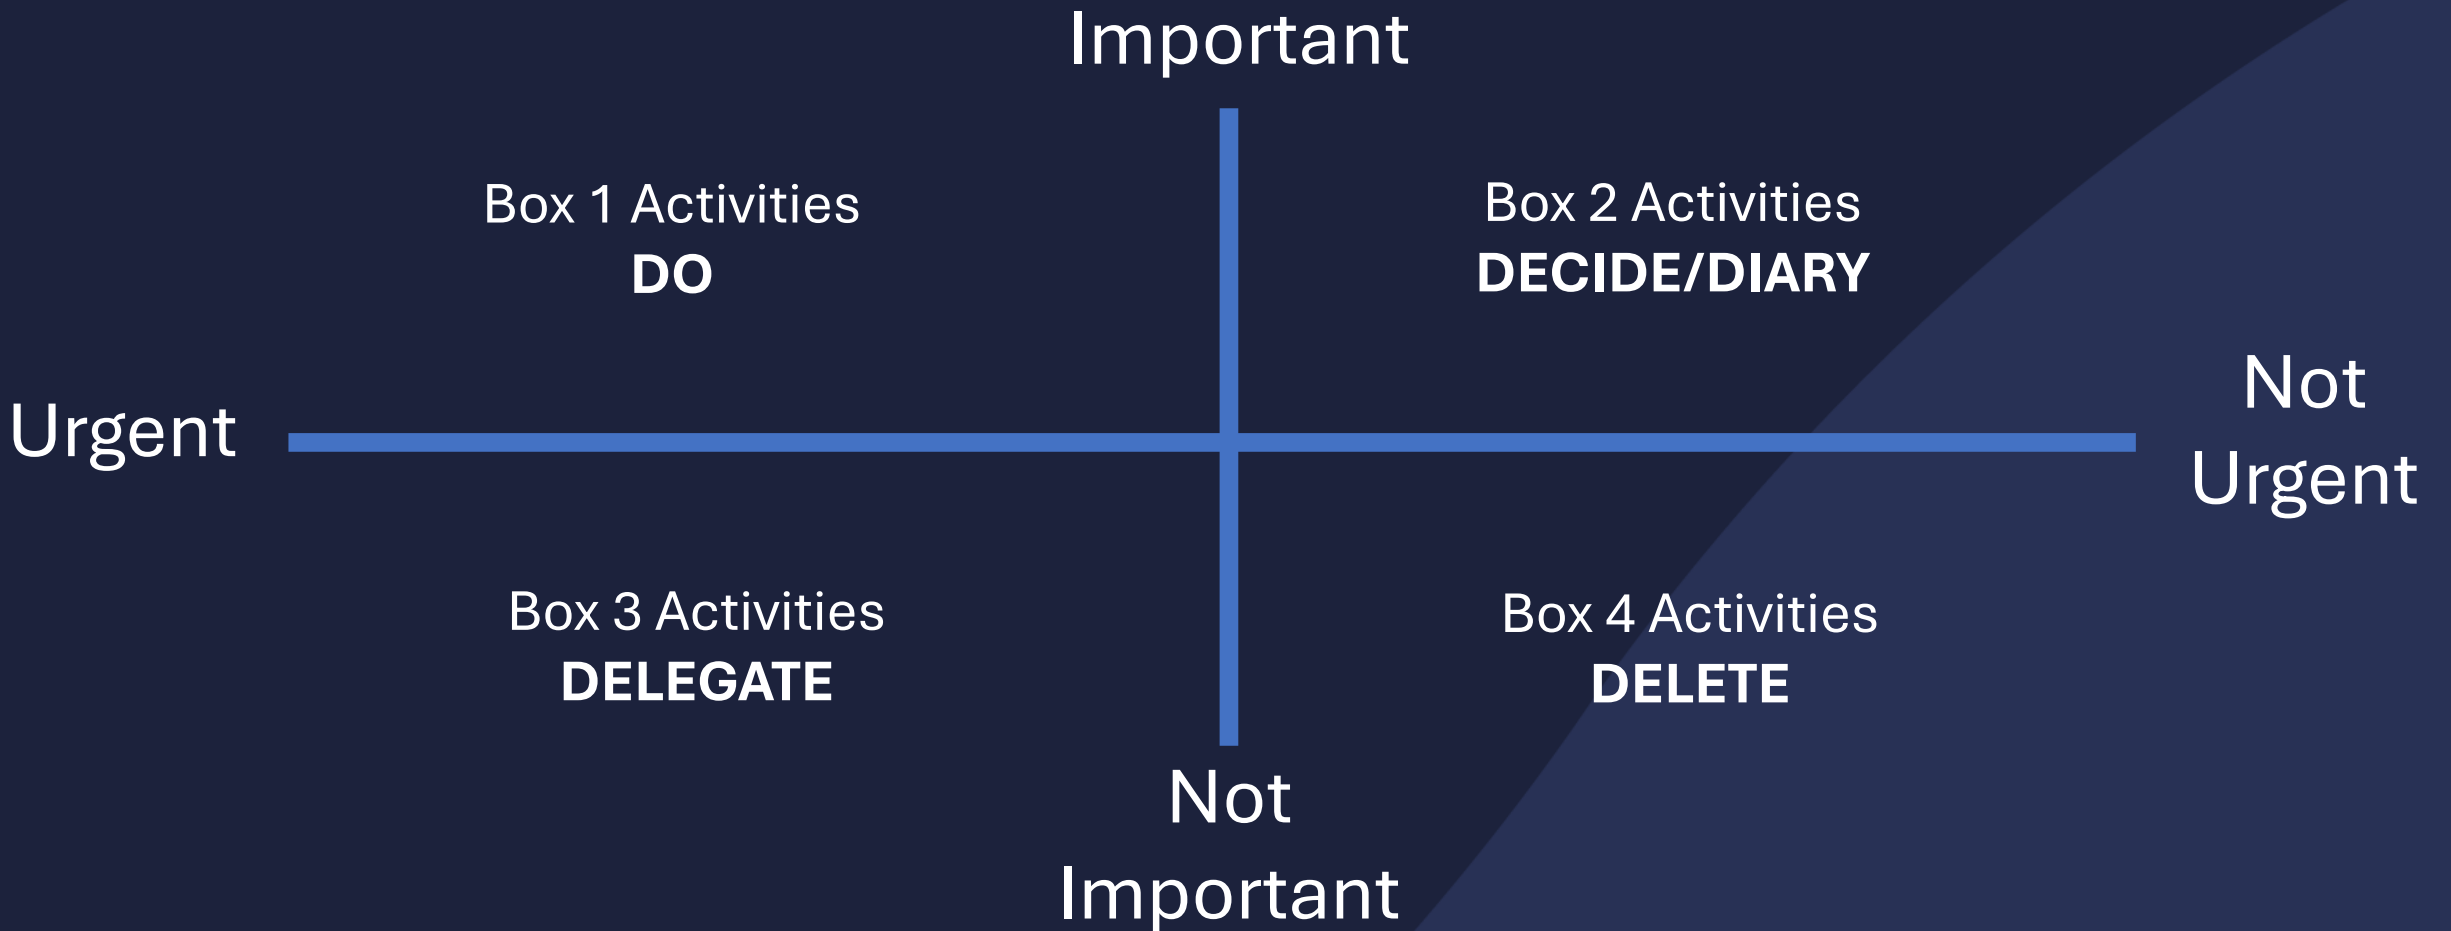 Important
Box 1 Activities
DO
Box 2 Activities
DECIDE/DIARY
Urgent
Not
Urgent
Box 3 Activities
DELEGATE
Box 4 Activities
DELETE
Not
Important